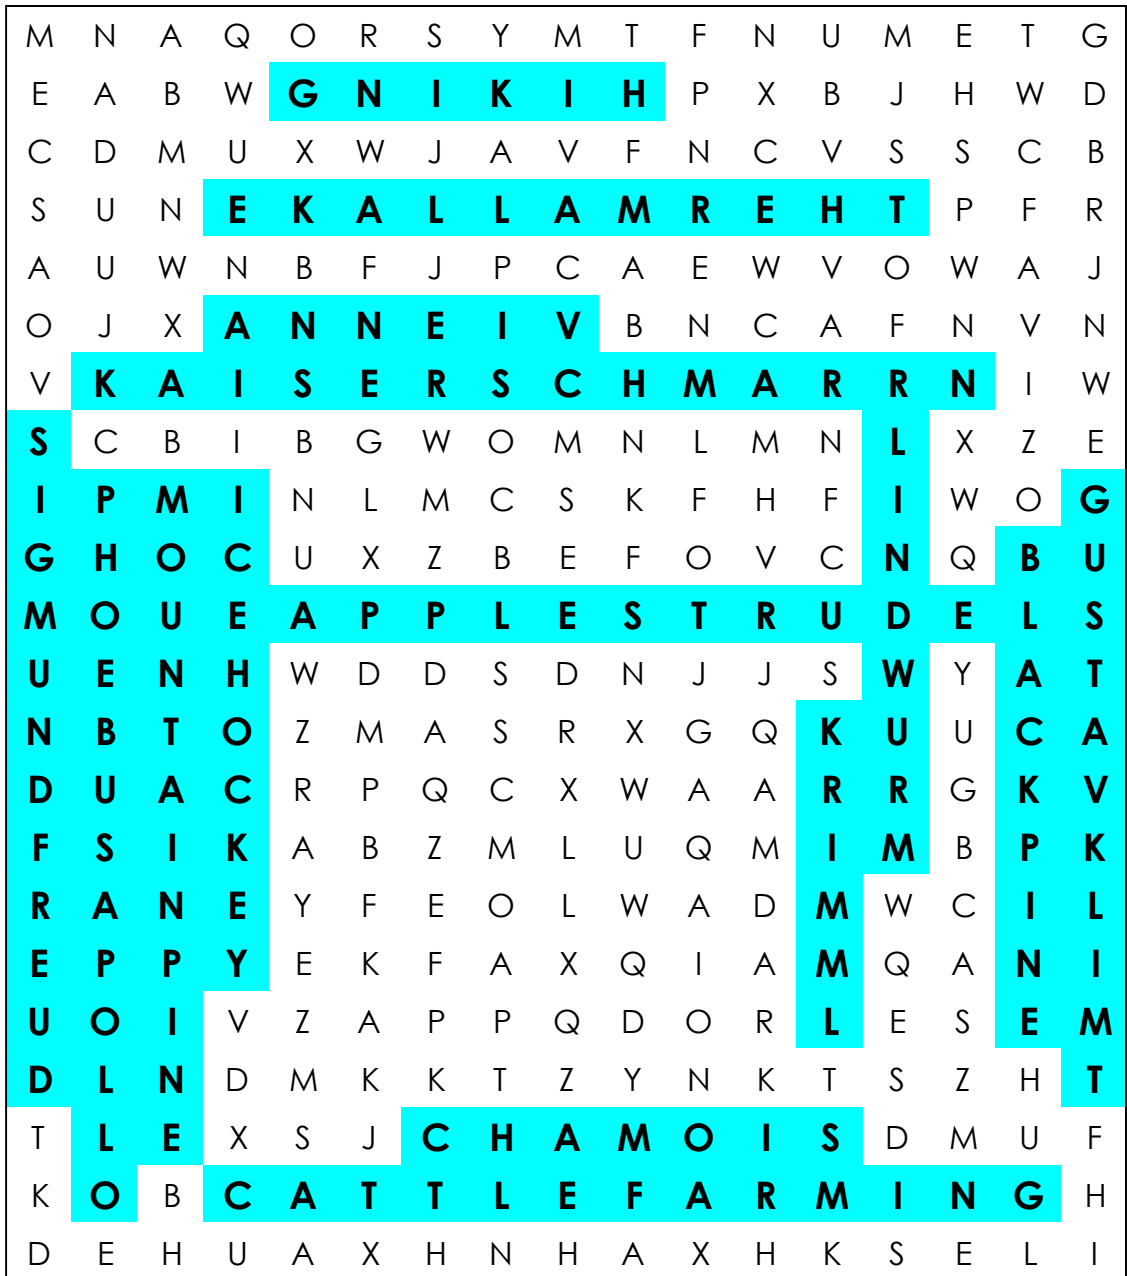 M N A Q O R S Y M T F N U M E T G
E A B W G N I K I H P X B J H W D
C D M U X W J A V F N C V S S C B
S U N E K A L L A M R E H T P F R
A U W N B F J P C A E W V O W A J
O J X A N N E I V B N C A F N V N
V K A I S E R S C H M A R R N I W
S C B I B G W O M N L M N L X Z E
I P M I N L M C S K F H F I W O G
G H O C U X Z B E F O V C N Q B U
M O U E A P P L E S T R U D E L S
U E N H W D D S D N J J S W Y A T
N B T O Z M A S R X G Q K U U C A
D U A C R P Q C X W A A R R G K V
F S I K A B Z M L U Q M I M B P K
R A N E Y F E O L W A D M W C I L
E P P Y E K F A X Q I A M Q A N I
U O I V Z A P P Q D O R L E S E M
D L N D M K K T Z Y N K T S Z H T
T L E X S J C H A M O I S D M U F
K O B C A T T L E F A R M I N G H
D E H U A X H N H A X H K S E L I